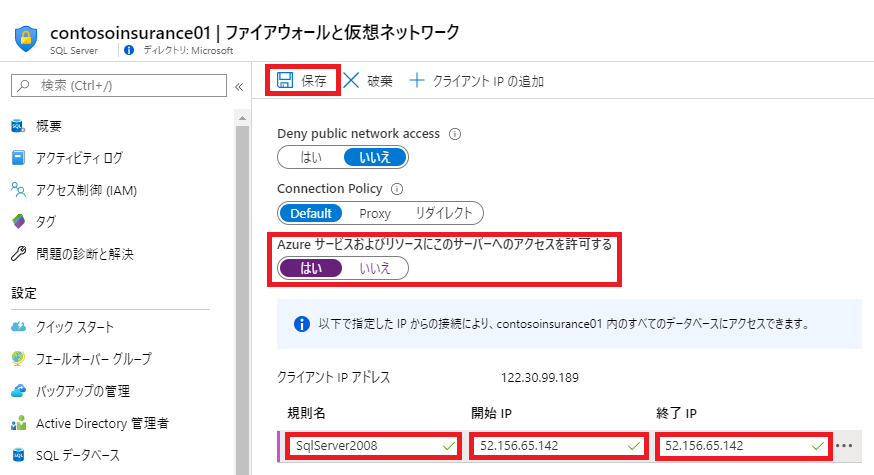 contosoinsurance01 | ファイアウォールと仮想ネットワーク
SQL Server
ディレクトリ: Microsoft
検索 (Ctrl+/)
«
保存
破棄
クライアント IP の追加
概要
アクティビティ ログ
アクセス制御 (IAM)
タグ
問題の診断と解決
設定
クイック スタート
フェールオーバー グループ
バックアップの管理
Active Directory 管理者
SQL データベース
Deny public network access
はい いいえ
Connection Policy
Default Proxy リダイレクト
Azure サービスおよびリソースにこのサーバーへのアクセスを許可する
はい いいえ
以下で指定した IP からの接続により、contosoinsurance01 内のすべてのデータベースにアクセスできます。
クライアント IP アドレス 122.30.99.189
規則名 開始 IP 終了 IP
SqlServer2008 52.156.65.142 52.156.65.142